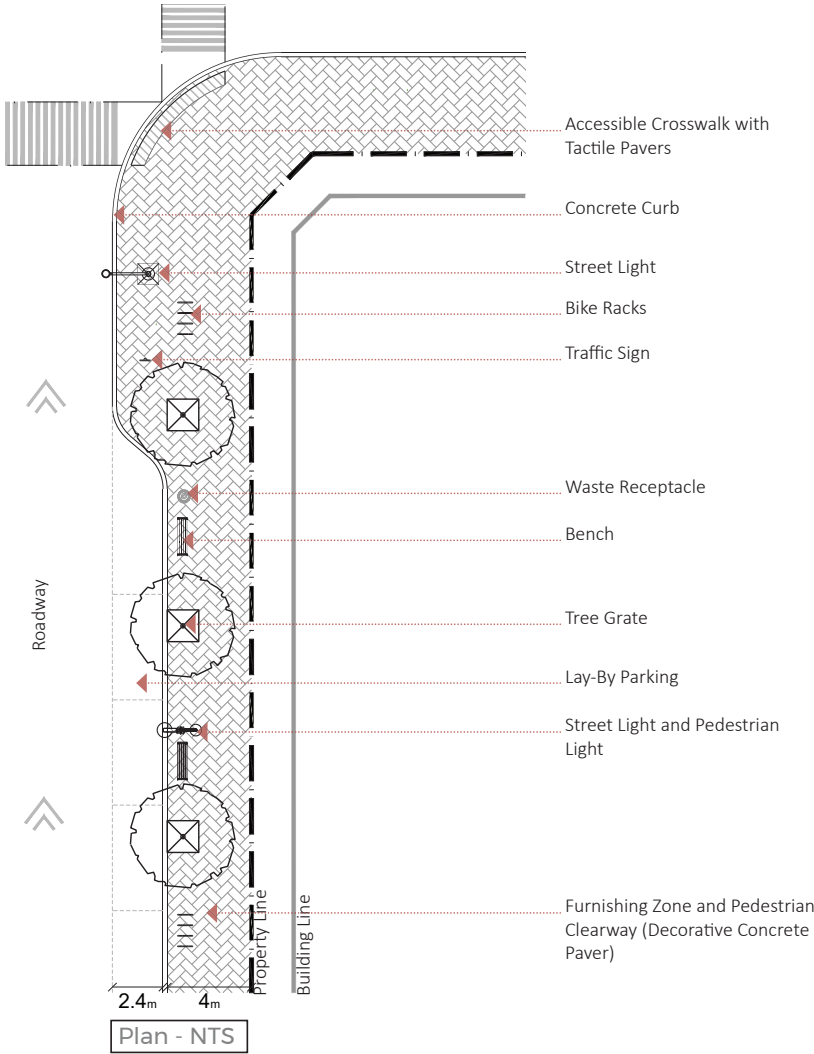 Accessible Crosswalk with
Tactile Pavers
Concrete Curb
Street Light
Bike Racks
Traffic Sign
Waste Receptacle
Bench
Tree Grate
Lay-By Parking
Street Light and Pedestrian
Light
Furnishing Zone and Pedestrian
Clearway (Decorative Concrete
Paver)
Roadway
Property Line
Building Line
2.4m
4m
Plan - NTS